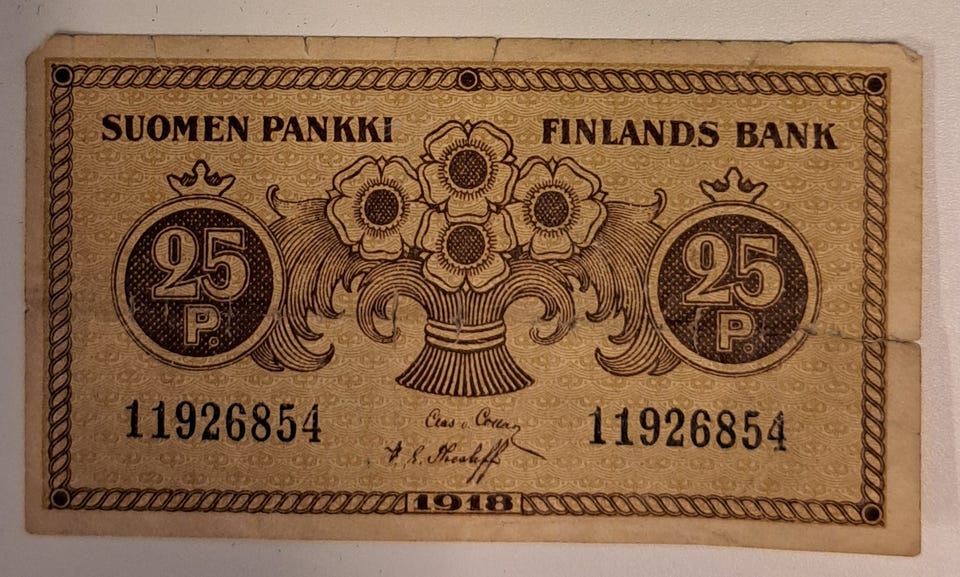 SUOMEN PANKKI FINLANDS BANK
25 25
P. P.
11926854 11926854
1918